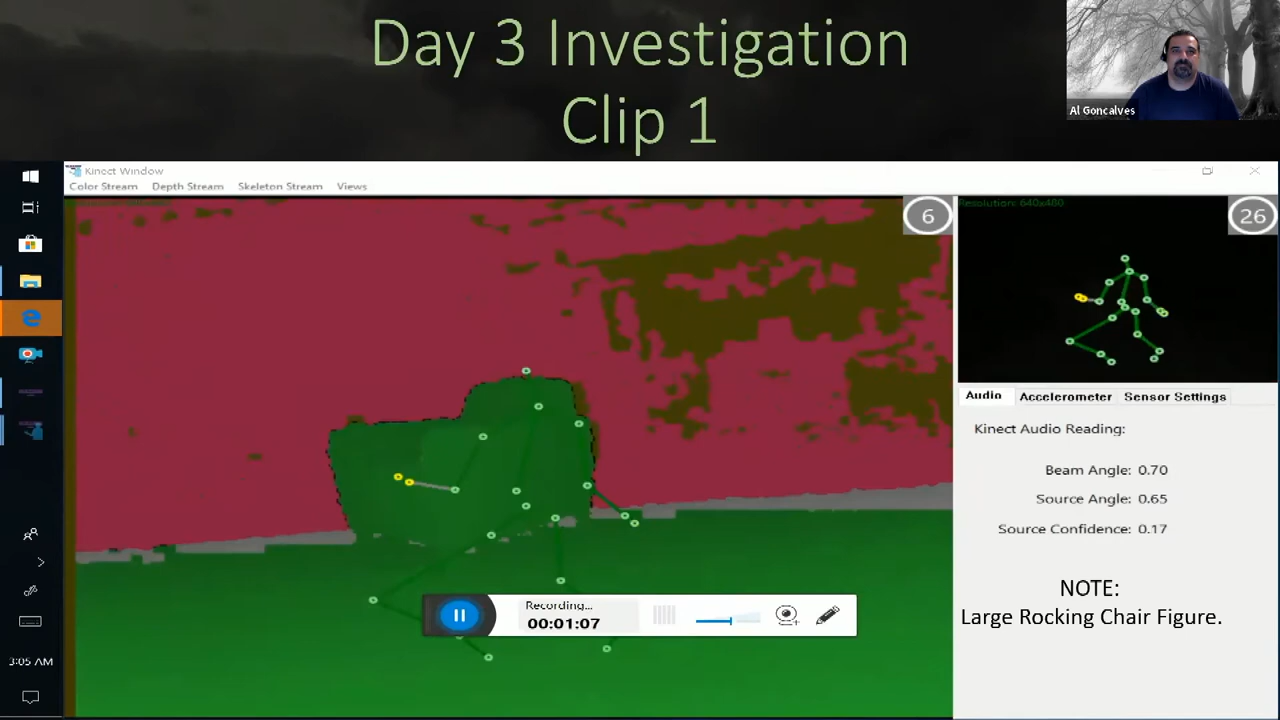 Day 3 Investigation
Clip 1
Al Goncalves
Kinect Window
Color Stream Depth Stream Skeleton Stream Views
6
Resolution: 640x480
26
Audio Accelerometer Sensor Settings
Kinect Audio Reading:
Beam Angle: 0.70
Source Angle: 0.65
Source Confidence: 0.17
NOTE:
Large Rocking Chair Figure.
Recording...
00:01:07
3:05 AM